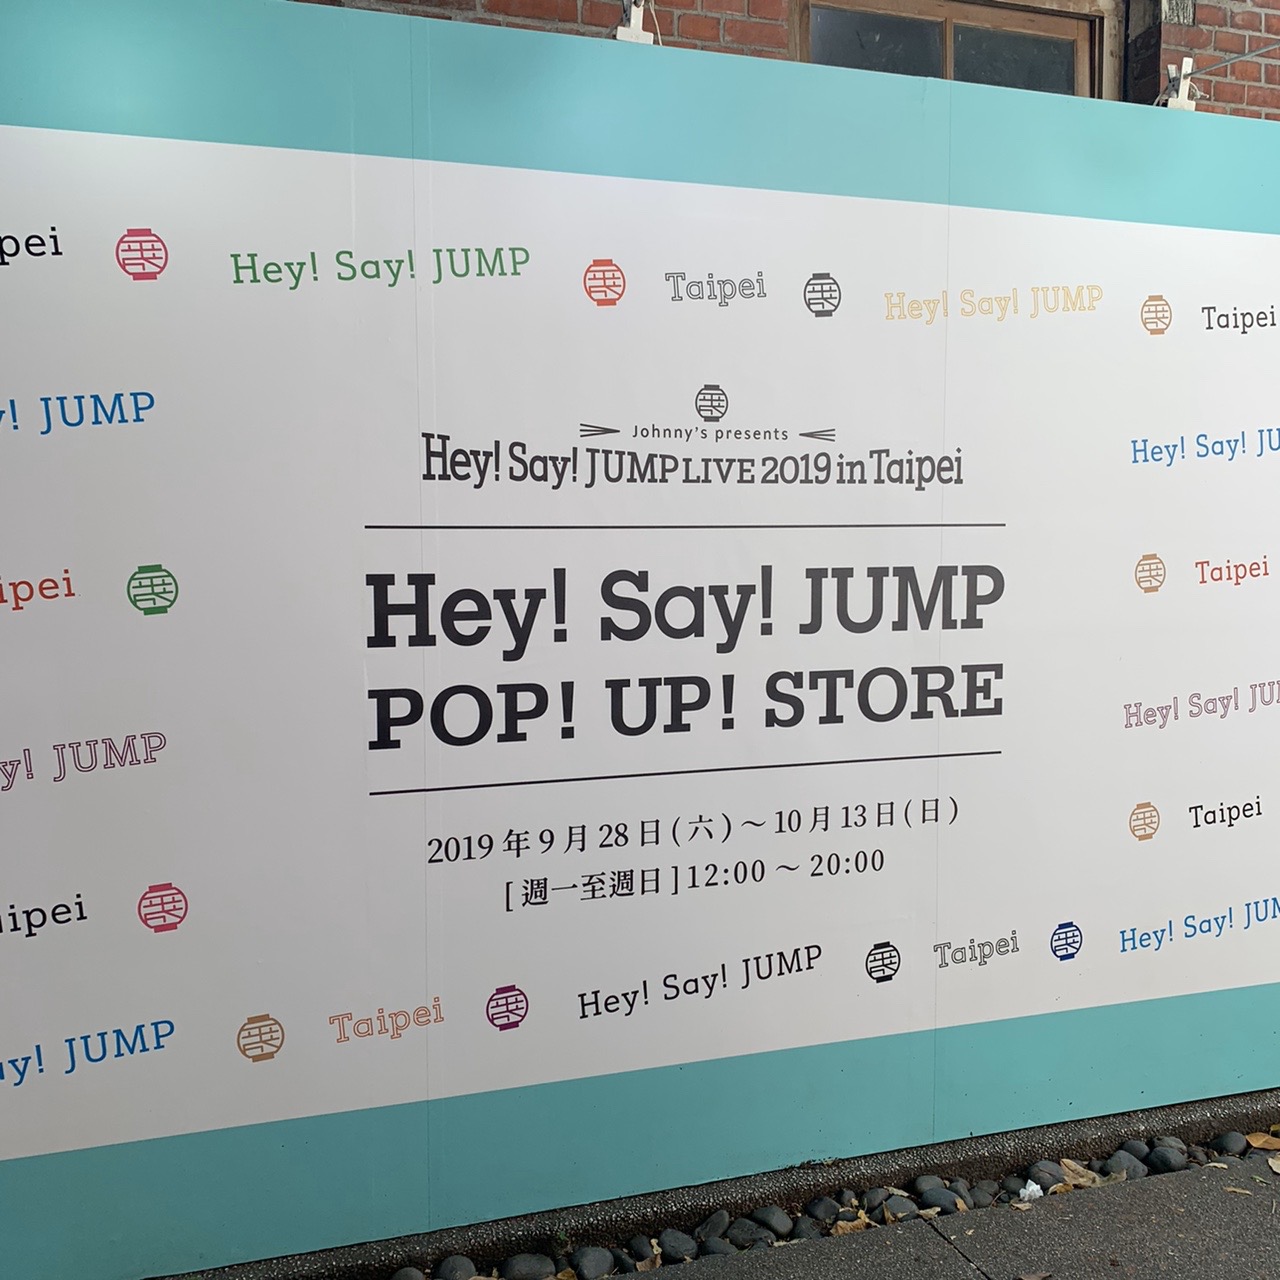 pei Hey! Say! JUMP Taipei Hey! Say! JUMP Taipei
y! JUMP
Johnny's presents
Hey! Say! JUMP LIVE 2019 in Taipei
Hey! Say! JU
Hey! Say! JUMP
POP! UP! STORE
ipei
Taipei
y! JUMP
Hey! Say! JU
2019年9月28日(六)～10月13日(日)
[週一至週日]12:00～20:00
Taipei
ipei
Hey! Say! JUMP Taipei Hey! Say! JUM
ay! JUMP Taipei